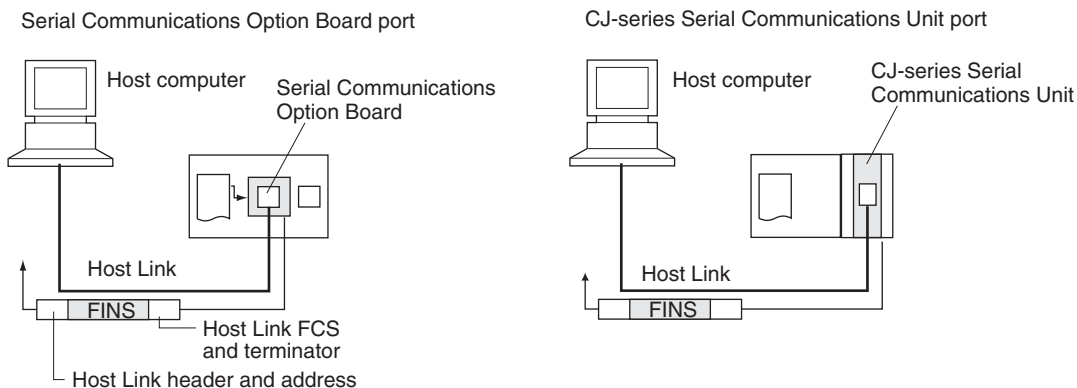 Serial Communications Option Board port
Host computer
Serial Communications
Option Board
Host Link
FINS
Host Link FCS
and terminator
Host Link header and address
CJ-series Serial Communications Unit port
Host computer
CJ-series Serial
Communications Unit
Host Link
FINS